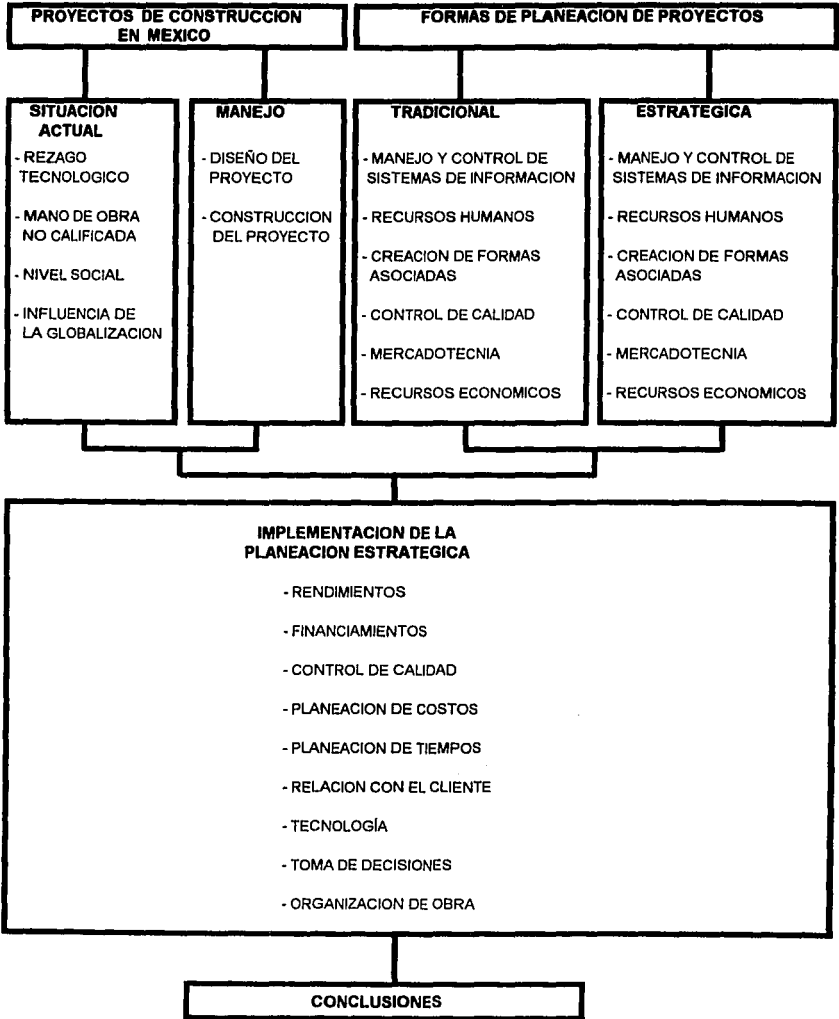 PROYECTOS DE CONSTRUCCION
EN MEXICO
FORMAS DE PLANEACION DE PROYECTOS
SITUACION
ACTUAL
- REZAGO
TECNOLOGICO
- MANO DE OBRA
NO CALIFICADA
- NIVEL SOCIAL
- INFLUENCIA DE
LA GLOBALIZACION
MANEJO
- DISEÑO DEL
PROYECTO
- CONSTRUCCION
DEL PROYECTO
TRADICIONAL
- MANEJO Y CONTROL DE
SISTEMAS DE INFORMACION
- RECURSOS HUMANOS
- CREACION DE FORMAS
ASOCIADAS
- CONTROL DE CALIDAD
- MERCADOTECNIA
- RECURSOS ECONOMICOS
ESTRATEGICA
- MANEJO Y CONTROL DE
SISTEMAS DE INFORMACION
- RECURSOS HUMANOS
- CREACION DE FORMAS
ASOCIADAS
- CONTROL DE CALIDAD
- MERCADOTECNIA
- RECURSOS ECONOMICOS
IMPLEMENTACION DE LA
PLANEACION ESTRATEGICA
- RENDIMIENTOS
- FINANCIAMIENTOS
- CONTROL DE CALIDAD
- PLANEACION DE COSTOS
- PLANEACION DE TIEMPOS
- RELACION CON EL CLIENTE
- TECNOLOGÍA
- TOMA DE DECISIONES
- ORGANIZACION DE OBRA
CONCLUSIONES